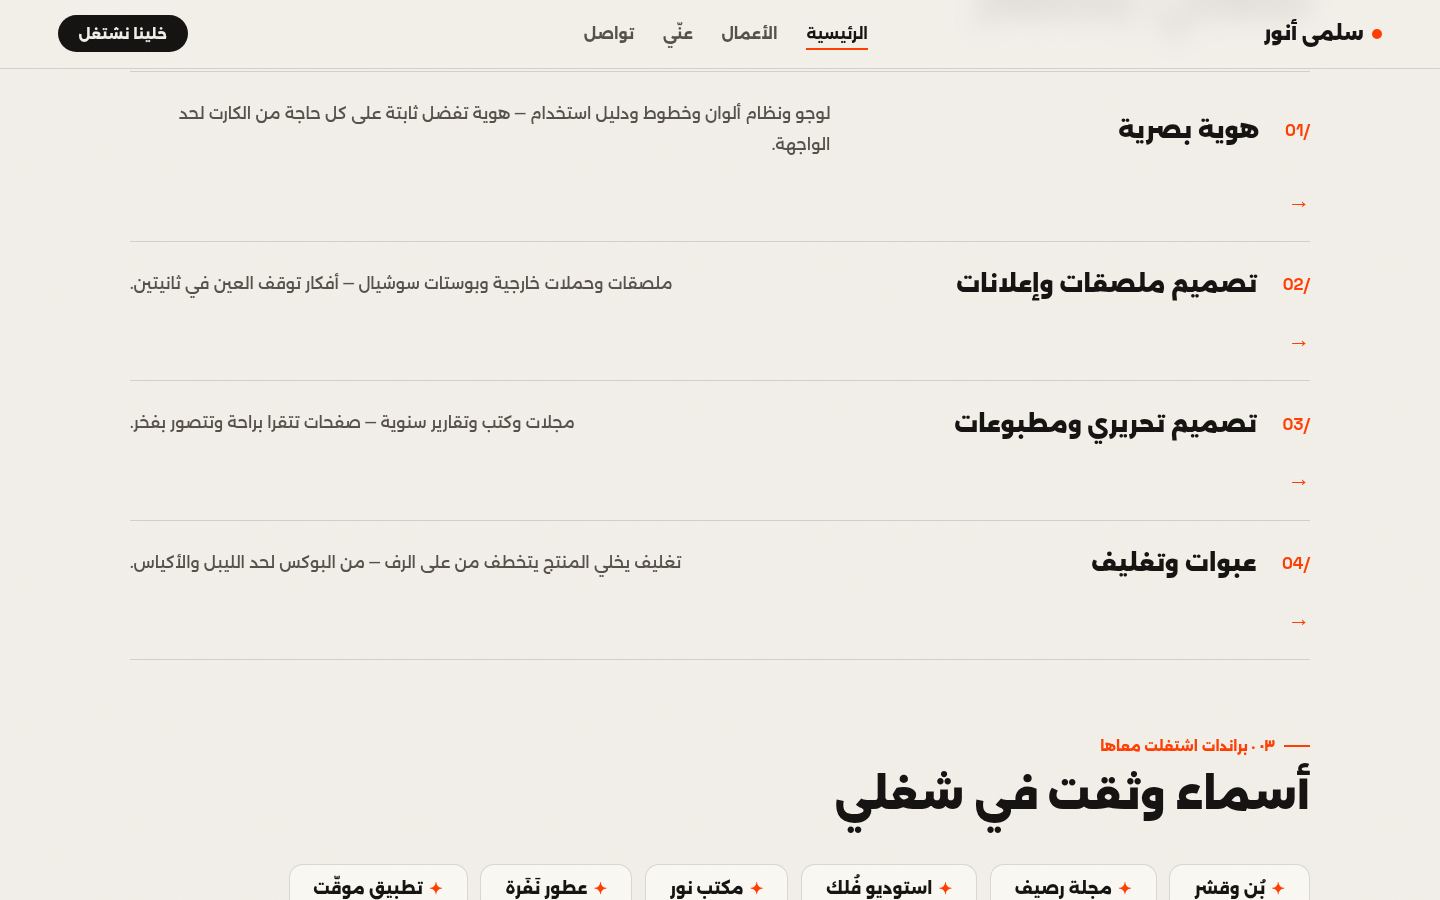 سلمى أنور
الرئيسية
الأعمال
عنّي
تواصل
خلينا نشتغل
01/
هوية بصرية
لوجو ونظام ألوان وخطوط ودليل استخدام — هوية تفضل ثابتة على كل حاجة من الكارت لحد
الواجهة.
→
02/
تصميم ملصقات وإعلانات
ملصقات وحملات خارجية وبوستات سوشيال — أفكار توقف العين في ثانيتين.
→
03/
تصميم تحريري ومطبوعات
مجلات وكتب وتقارير سنوية — صفحات تتقرا براحة وتتصور بفخر.
→
04/
عبوات وتغليف
تغليف يخلي المنتج يتخطف من على الرف — من البوكس لحد الليبل والأكياس.
→
٠٣ · براندات اشتغلت معاها
أسماء وثقت في شغلي
✦ بُن وقشر
✦ مجلة رصيف
✦ استوديو فُلك
✦ مكتب نور
✦ عطور نَفَرة
✦ تطبيق موقّت